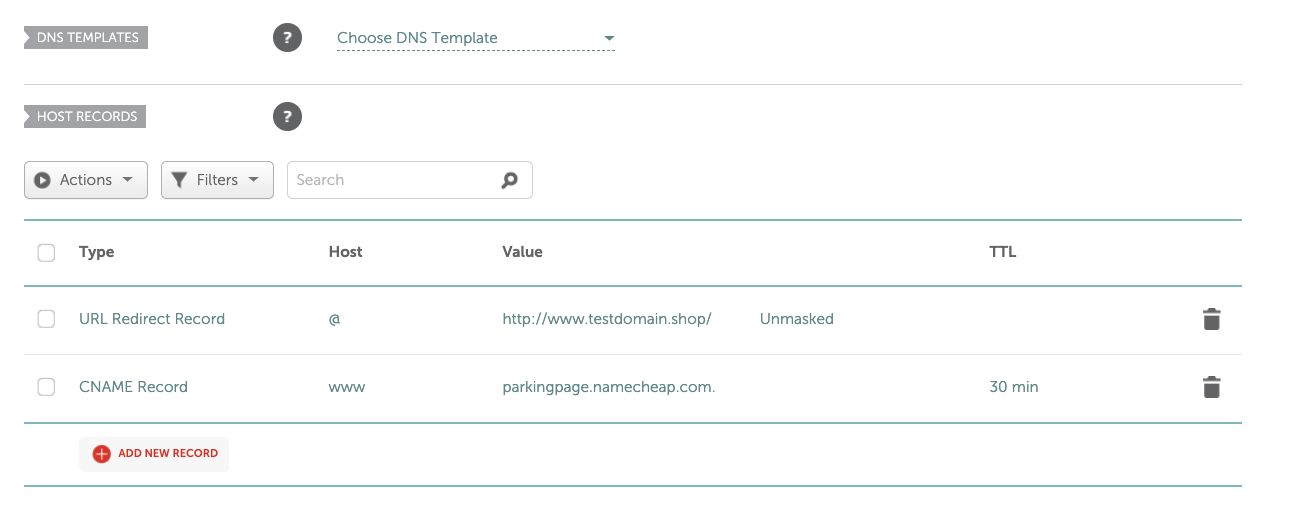 DNS TEMPLATES ? Choose DNS Template
HOST RECORDS ?
Actions Filters Search
Type Host Value TTL
URL Redirect Record @ http://www.testdomain.shop/ Unmasked
CNAME Record www parkingpage.namecheap.com. 30 min
ADD NEW RECORD